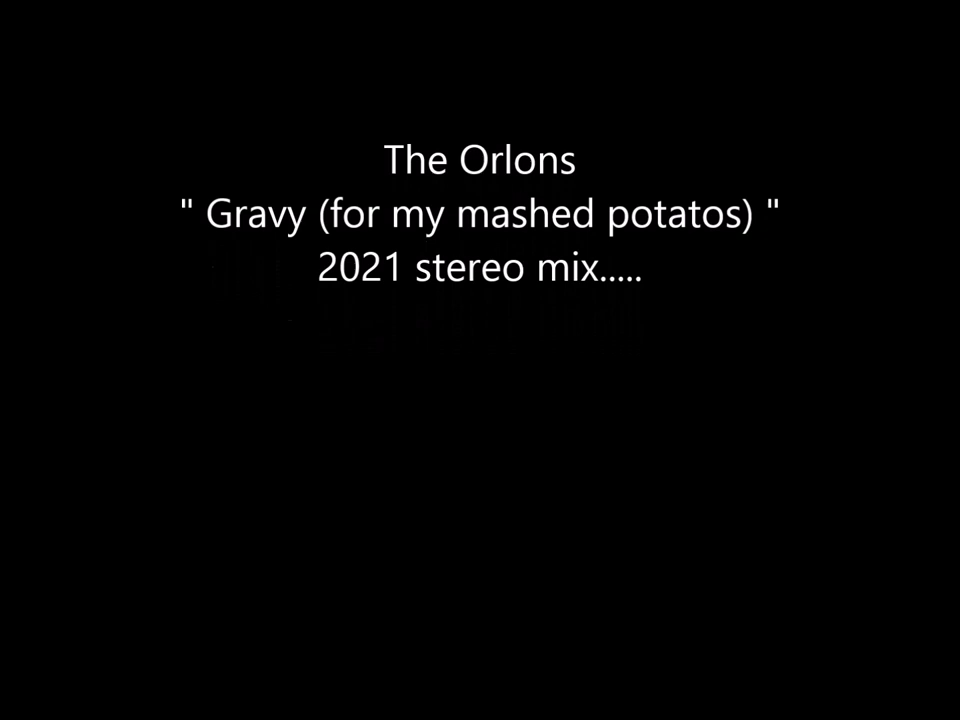 The Orlons
" Gravy (for my mashed potatos) "
2021 stereo mix.....